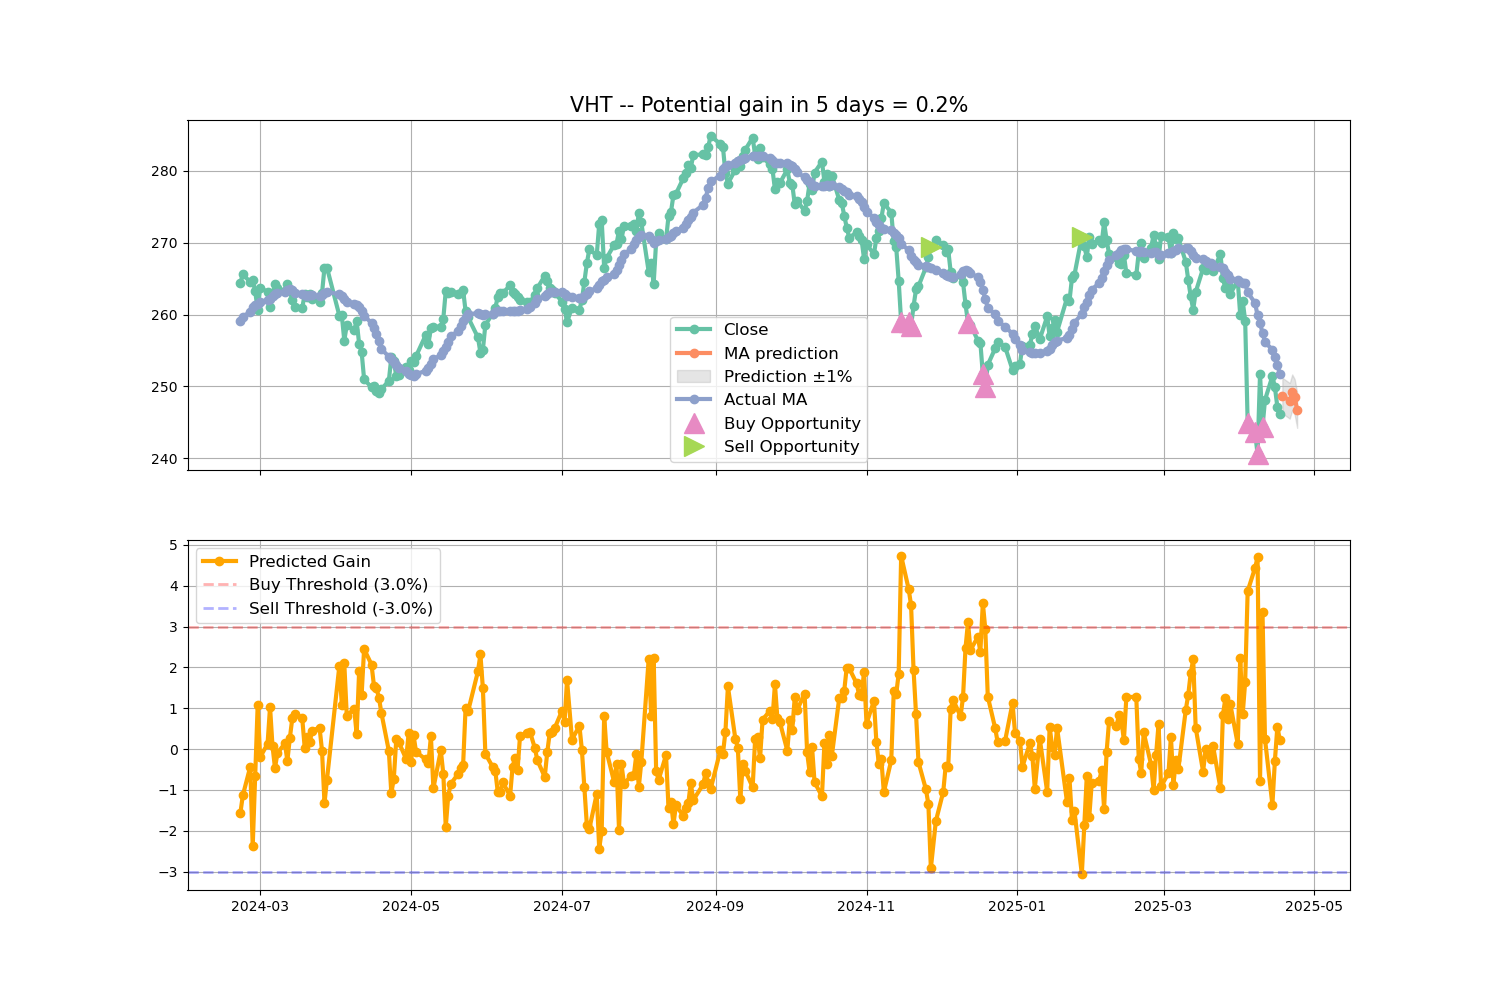 VHT -- Potential gain in 5 days = 0.2%
280
270
260
250
240
Close
MA prediction
Prediction ±1%
Actual MA
Buy Opportunity
Sell Opportunity
5
4
3
2
1
0
−1
−2
−3
Predicted Gain
Buy Threshold (3.0%)
Sell Threshold (-3.0%)
2024-03
2024-05
2024-07
2024-09
2024-11
2025-01
2025-03
2025-05